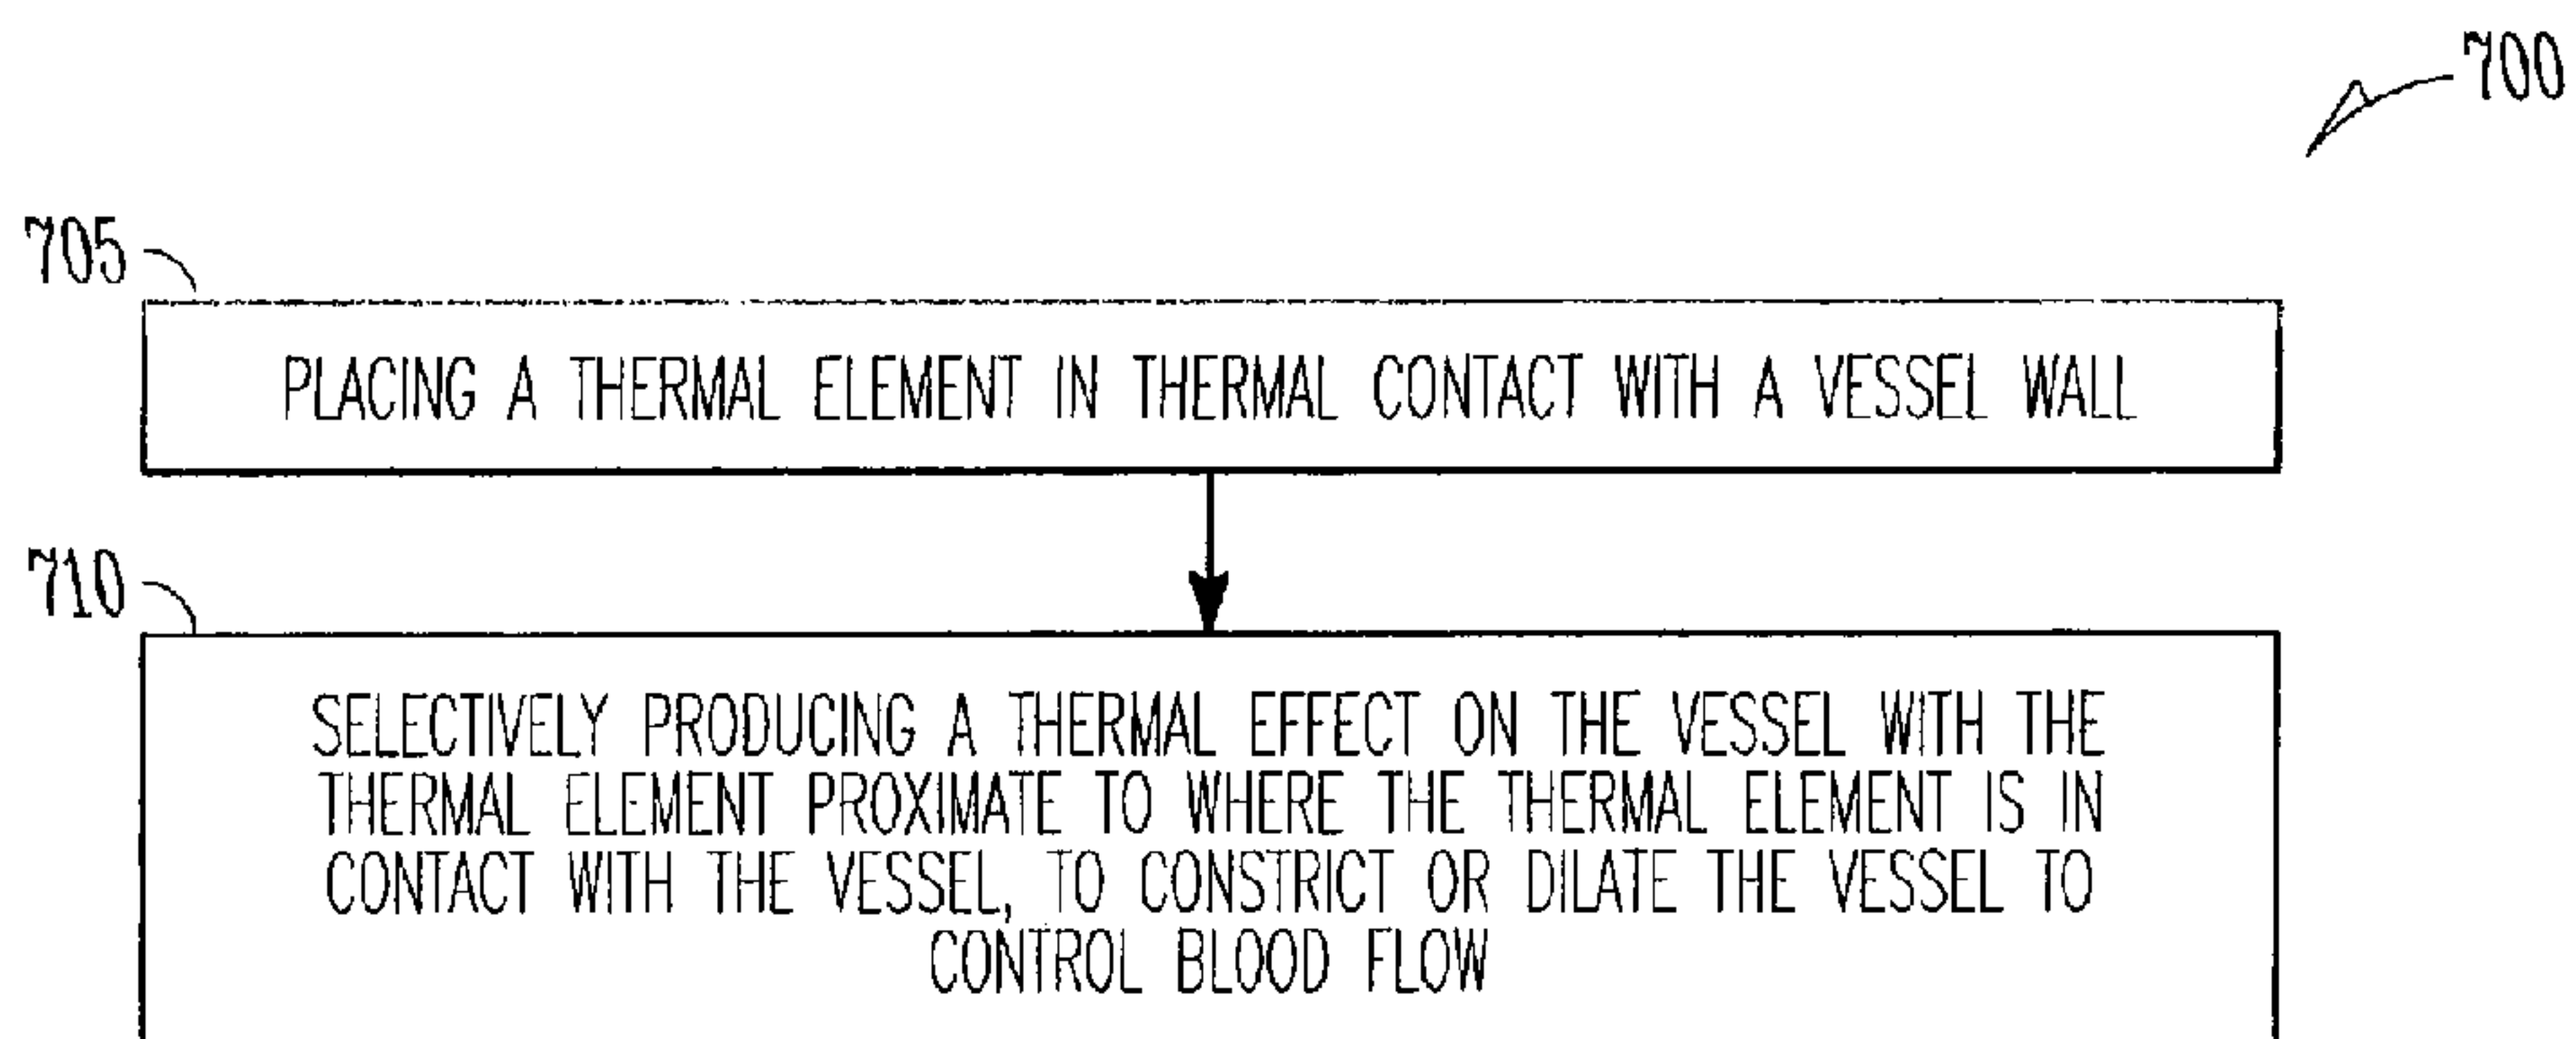 700
705
PLACING A THERMAL ELEMENT IN THERMAL CONTACT WITH A VESSEL WALL
710
SELECTIVELY PRODUCING A THERMAL EFFECT ON THE VESSEL WITH THE
THERMAL ELEMENT PROXIMATE TO WHERE THE THERMAL ELEMENT IS IN
CONTACT WITH THE VESSEL, TO CONSTRICT OR DILATE THE VESSEL TO
CONTROL BLOOD FLOW